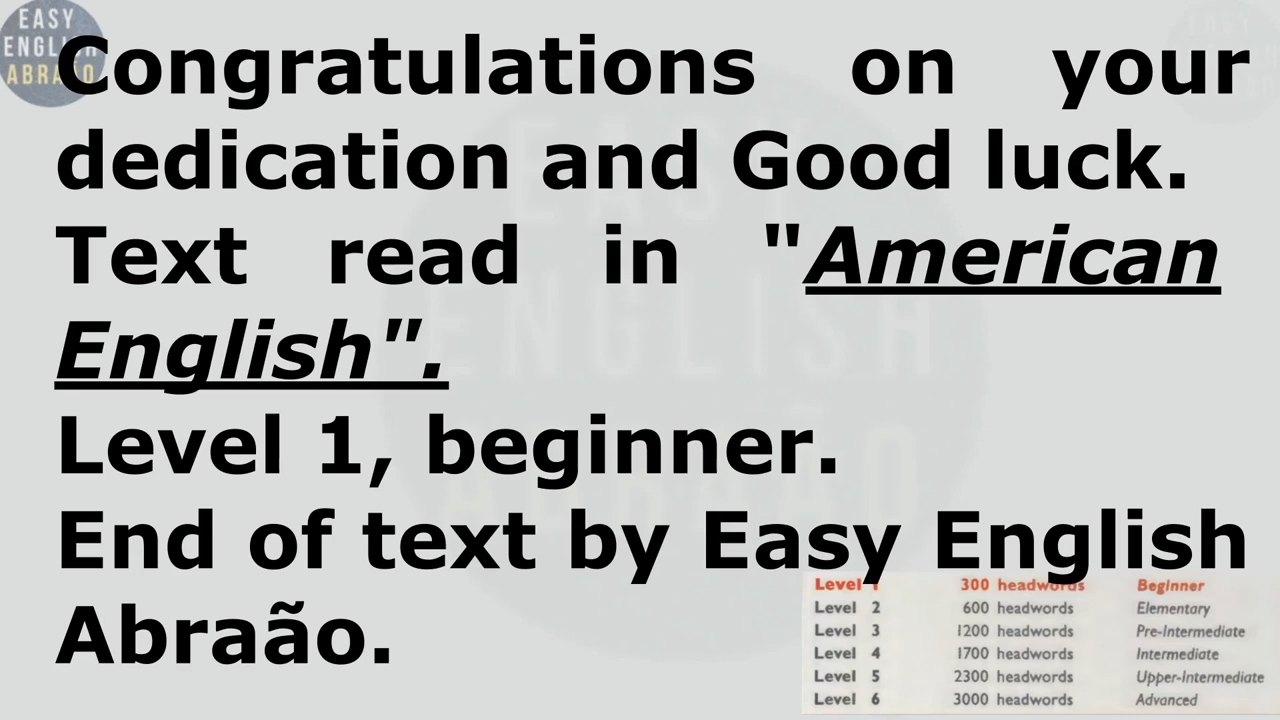 EASY
ENGLISH
ABRAÃO
Congratulations on your
dedication and Good luck.
Text read in "American
English".
Level 1, beginner.
End of text by Easy English
Abraão.
Level 1 300 headwords Beginner
Level 2 600 headwords Elementary
Level 3 1200 headwords Pre-Intermediate
Level 4 1700 headwords Intermediate
Level 5 2300 headwords Upper-Intermediate
Level 6 3000 headwords Advanced